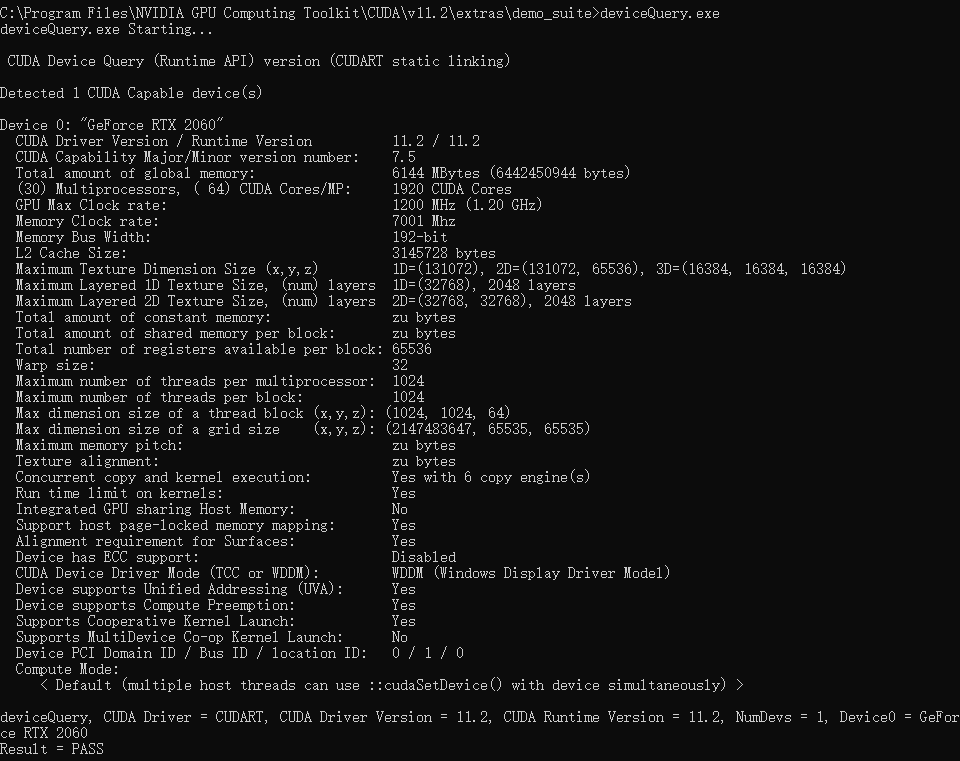 C:\Program Files\NVIDIA GPU Computing Toolkit\CUDA\v11.2\extras\demo_suite>deviceQuery.exe
deviceQuery.exe Starting...

 CUDA Device Query (Runtime API) version (CUDART static linking)

Detected 1 CUDA Capable device(s)

Device 0: "GeForce RTX 2060"
  CUDA Driver Version / Runtime Version          11.2 / 11.2
  CUDA Capability Major/Minor version number:    7.5
  Total amount of global memory:                 6144 MBytes (6442450944 bytes)
  (30) Multiprocessors, ( 64) CUDA Cores/MP:     1920 CUDA Cores
  GPU Max Clock rate:                            1200 MHz (1.20 GHz)
  Memory Clock rate:                             7001 Mhz
  Memory Bus Width:                              192-bit
  L2 Cache Size:                                 3145728 bytes
  Maximum Texture Dimension Size (x,y,z)         1D=(131072), 2D=(131072, 65536), 3D=(16384, 16384, 16384)
  Maximum Layered 1D Texture Size, (num) layers  1D=(32768), 2048 layers
  Maximum Layered 2D Texture Size, (num) layers  2D=(32768, 32768), 2048 layers
  Total amount of constant memory:               zu bytes
  Total amount of shared memory per block:       zu bytes
  Total number of registers available per block: 65536
  Warp size:                                     32
  Maximum number of threads per multiprocessor:  1024
  Maximum number of threads per block:           1024
  Max dimension size of a thread block (x,y,z): (1024, 1024, 64)
  Max dimension size of a grid size    (x,y,z): (2147483647, 65535, 65535)
  Maximum memory pitch:                          zu bytes
  Texture alignment:                             zu bytes
  Concurrent copy and kernel execution:          Yes with 6 copy engine(s)
  Run time limit on kernels:                     Yes
  Integrated GPU sharing Host Memory:            No
  Support host page-locked memory mapping:       Yes
  Alignment requirement for Surfaces:            Yes
  Device has ECC support:                        Disabled
  CUDA Device Driver Mode (TCC or WDDM):         WDDM (Windows Display Driver Model)
  Device supports Unified Addressing (UVA):      Yes
  Device supports Compute Preemption:            Yes
  Supports Cooperative Kernel Launch:            Yes
  Supports MultiDevice Co-op Kernel Launch:      No
  Device PCI Domain ID / Bus ID / location ID:   0 / 1 / 0
  Compute Mode:
     < Default (multiple host threads can use ::cudaSetDevice() with device simultaneously) >

deviceQuery, CUDA Driver = CUDART, CUDA Driver Version = 11.2, CUDA Runtime Version = 11.2, NumDevs = 1, Device0 = GeFor
ce RTX 2060
Result = PASS